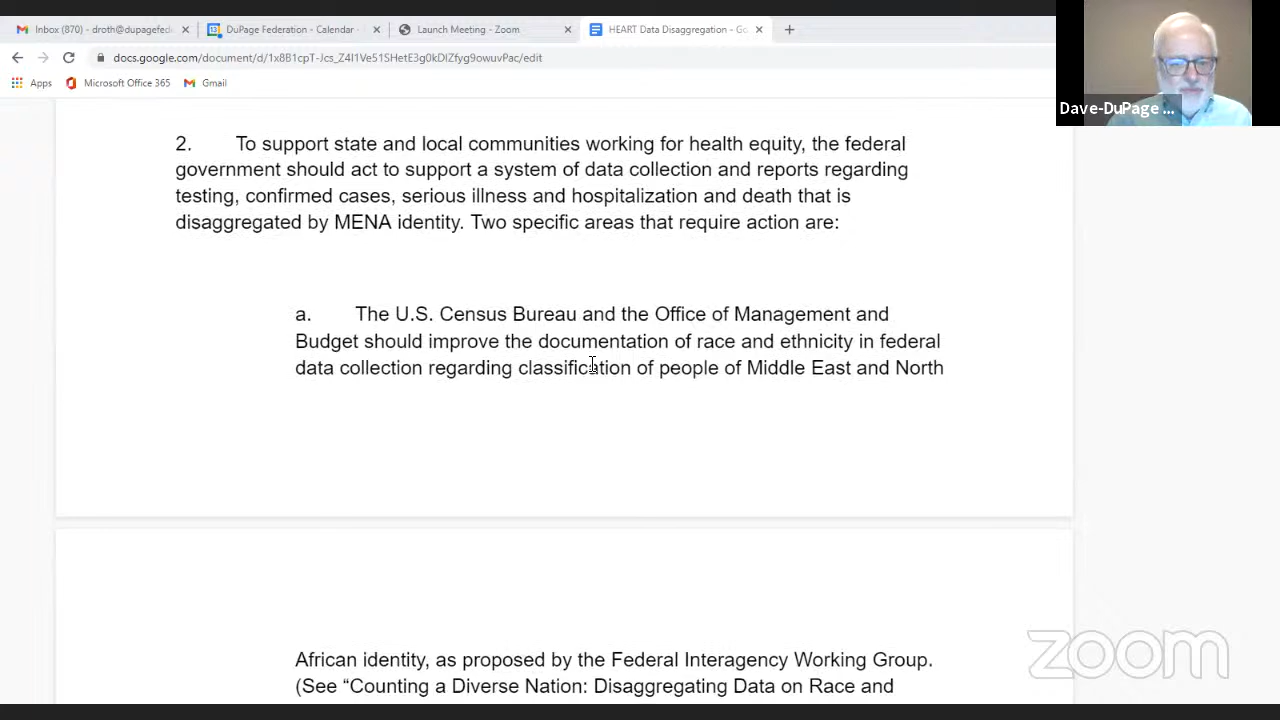 Inbox (870) - droth@dupagefed
DuPage Federation - Calendar -
Launch Meeting - Zoom
HEART Data Disaggregation - Go
docs.google.com/document/d/1x8B1cpT-Jcs_Z4l1Ve51SHetE3g0kDlZfyg9owuvPac/edit
Apps
Microsoft Office 365
Gmail
Dave-DuPage ...
2. To support state and local communities working for health equity, the federal
government should act to support a system of data collection and reports regarding
testing, confirmed cases, serious illness and hospitalization and death that is
disaggregated by MENA identity. Two specific areas that require action are:
a. The U.S. Census Bureau and the Office of Management and
Budget should improve the documentation of race and ethnicity in federal
data collection regarding classification of people of Middle East and North
African identity, as proposed by the Federal Interagency Working Group.
(See “Counting a Diverse Nation: Disaggregating Data on Race and
zoom